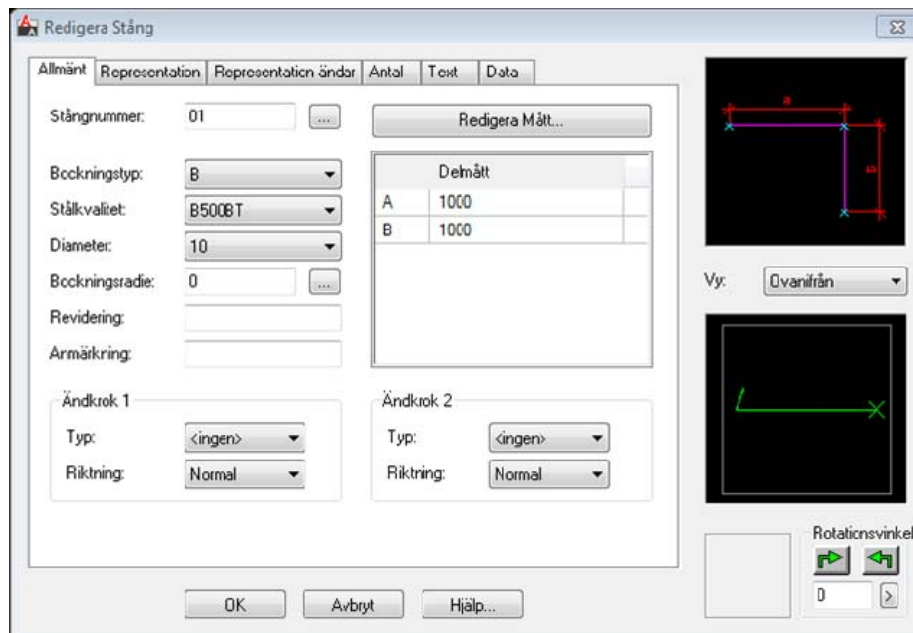 Redigera Stång
Allmänt Representation Representation ändar Antal Text Data
Stångnummer: 01 ...
Redigera Mått...
Bockningstyp: B
Stålkvalitet: B500BT
Diameter: 10
Bockningsradie: 0 ...
Revidering:
Anmärkning:
Delmått
A 1000
B 1000
Ändkrok 1
Typ: <ingen>
Riktning: Normal
Ändkrok 2
Typ: <ingen>
Riktning: Normal
a
B
Vy: Ovanifrån
Rotationsvinkel
0 >
OK Avbryt Hjälp...